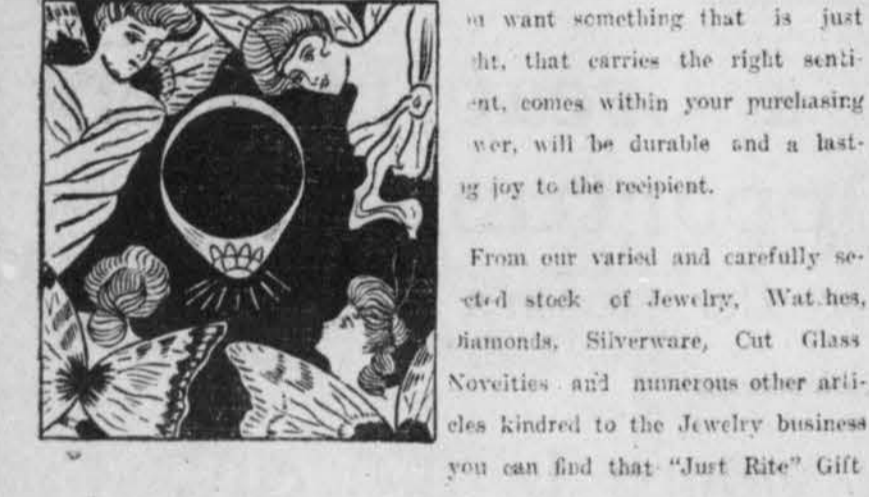 want something that is just
that carries the right senti-
comes within your purchasing
will be durable and a last-
joy to the recipient.
From our varied and carefully se-
stock of Jewelry, Watches,
Diamonds, Silverware, Cut Glass
Novelties and numerous other arti-
cles kindred to the Jewelry business
you can find that "Just Rite" Gift